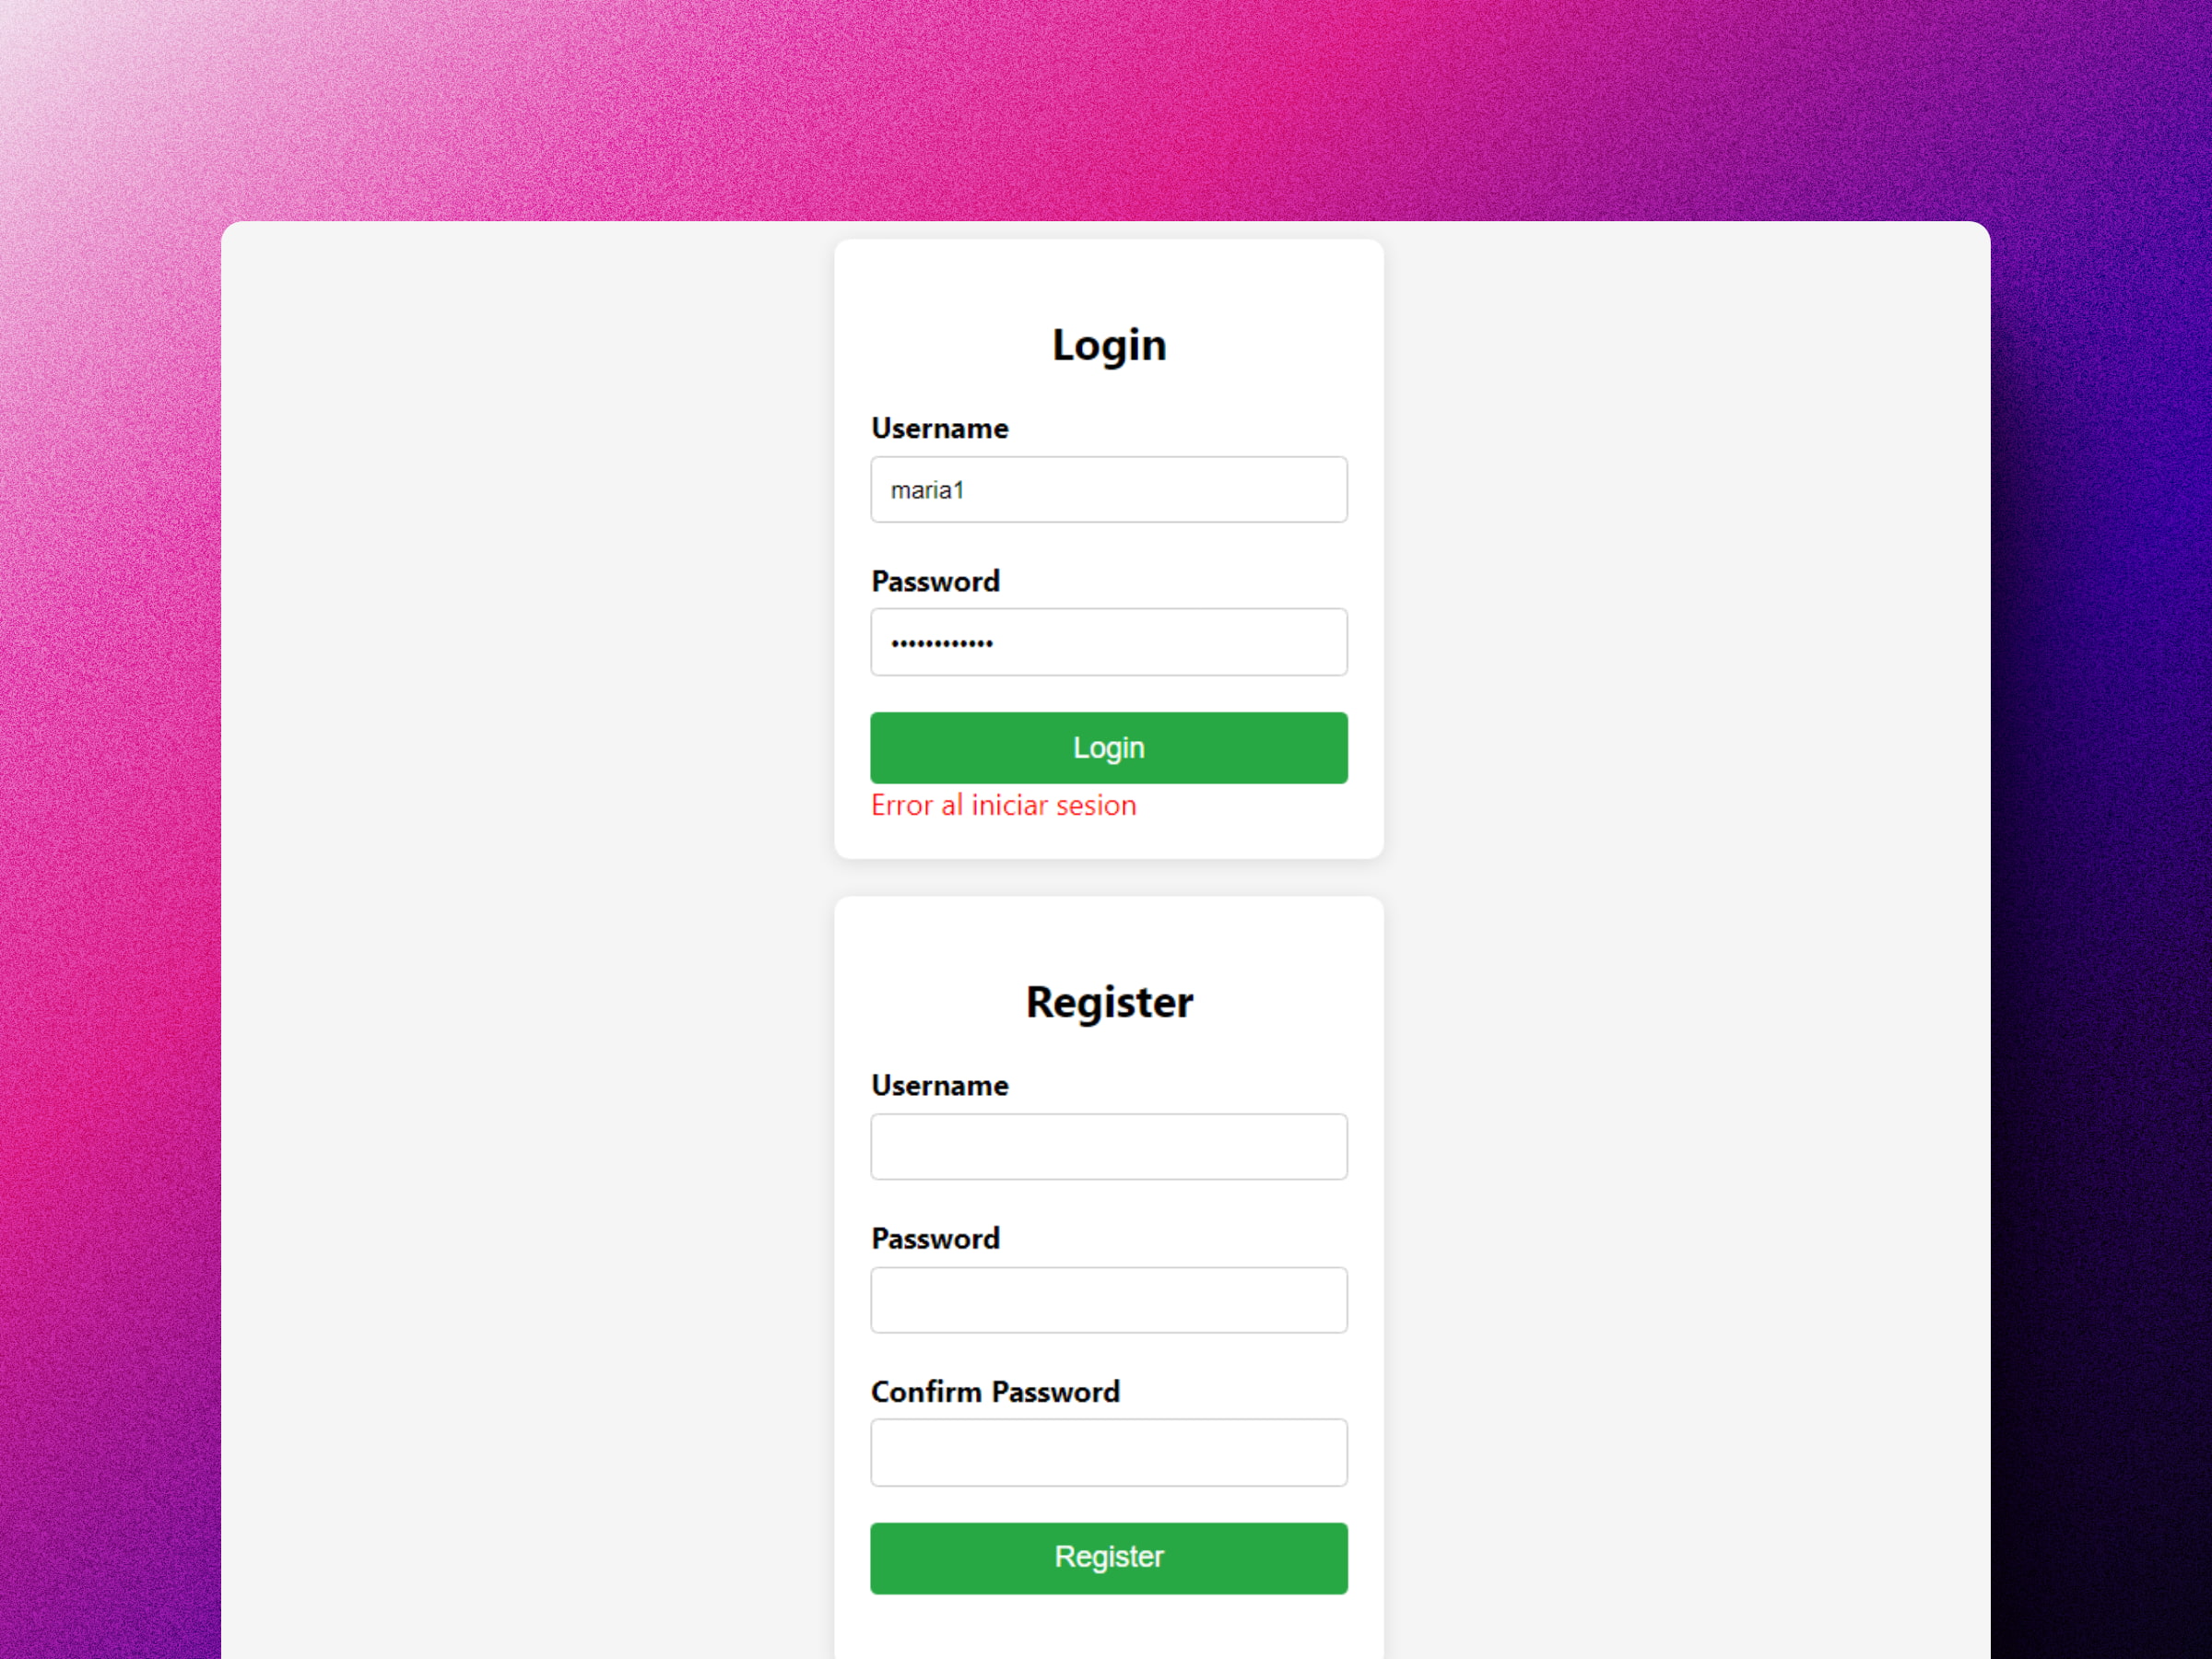 Login
Username
maria1
Password
••••••••••••
Login
Error al iniciar sesion
Register
Username
Password
Confirm Password
Register